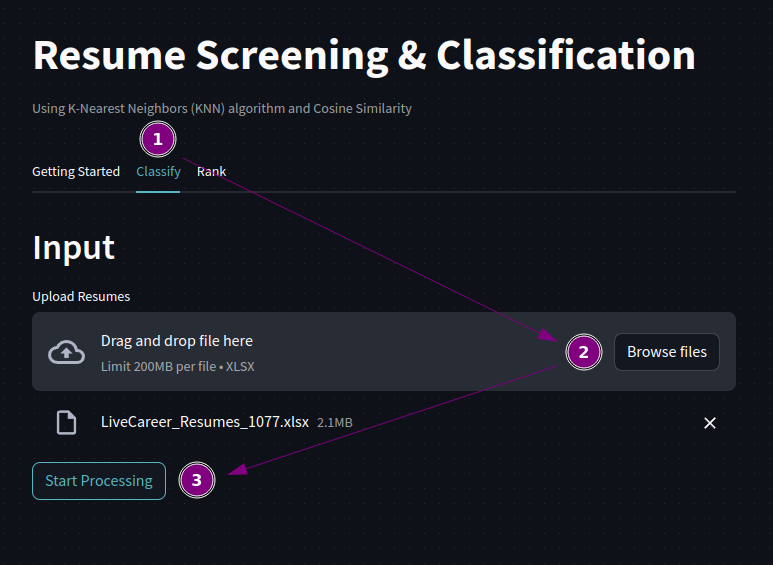 Resume Screening & Classification
Using K-Nearest Neighbors (KNN) algorithm and Cosine Similarity
1
Getting Started Classify Rank
Input
Upload Resumes
Drag and drop file here
Limit 200MB per file • XLSX
2
Browse files
LiveCareer_Resumes_1077.xlsx 2.1MB
Start Processing
3